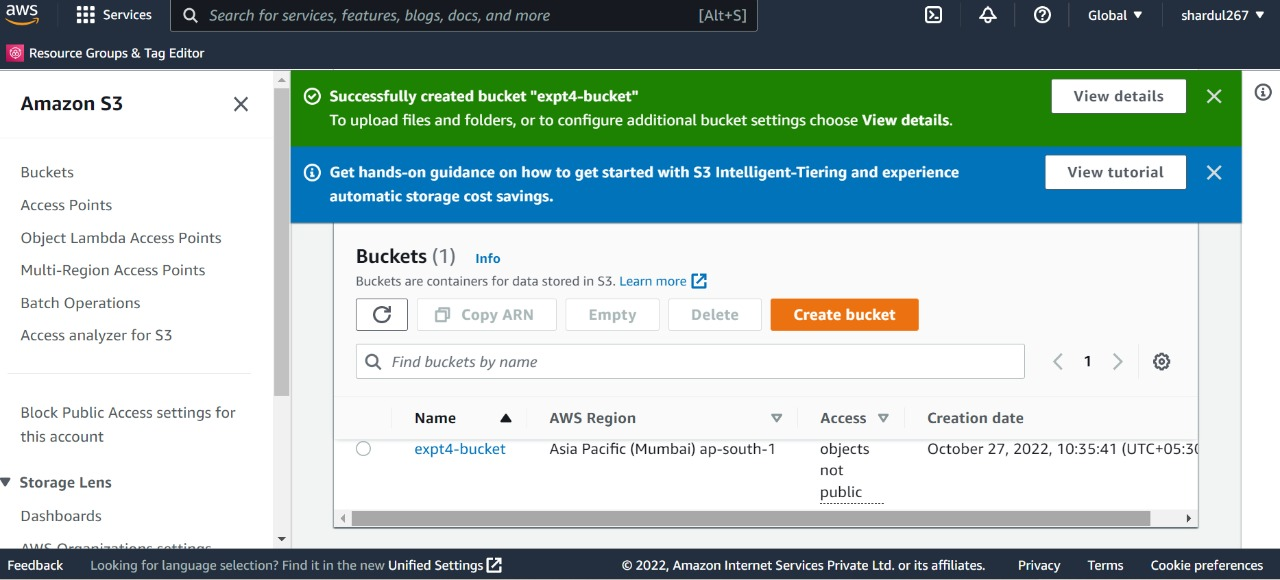 aws
Services
Search for services, features, blogs, docs, and more
[Alt+S]
Global
shardul267
Resource Groups & Tag Editor
Amazon S3
Buckets
Access Points
Object Lambda Access Points
Multi-Region Access Points
Batch Operations
Access analyzer for S3
Block Public Access settings for
this account
Storage Lens
Dashboards
AWS Organizations settings
Successfully created bucket "expt4-bucket"
To upload files and folders, or to configure additional bucket settings choose View details.
View details
Get hands-on guidance on how to get started with S3 Intelligent-Tiering and experience
automatic storage cost savings.
View tutorial
Buckets (1) Info
Buckets are containers for data stored in S3. Learn more
Copy ARN
Empty
Delete
Create bucket
Find buckets by name
1
Name AWS Region Access Creation date
expt4-bucket Asia Pacific (Mumbai) ap-south-1 objects October 27, 2022, 10:35:41 (UTC+05:30
not
public
Feedback Looking for language selection? Find it in the new Unified Settings © 2022, Amazon Internet Services Private Ltd. or its affiliates. Privacy Terms Cookie preferences